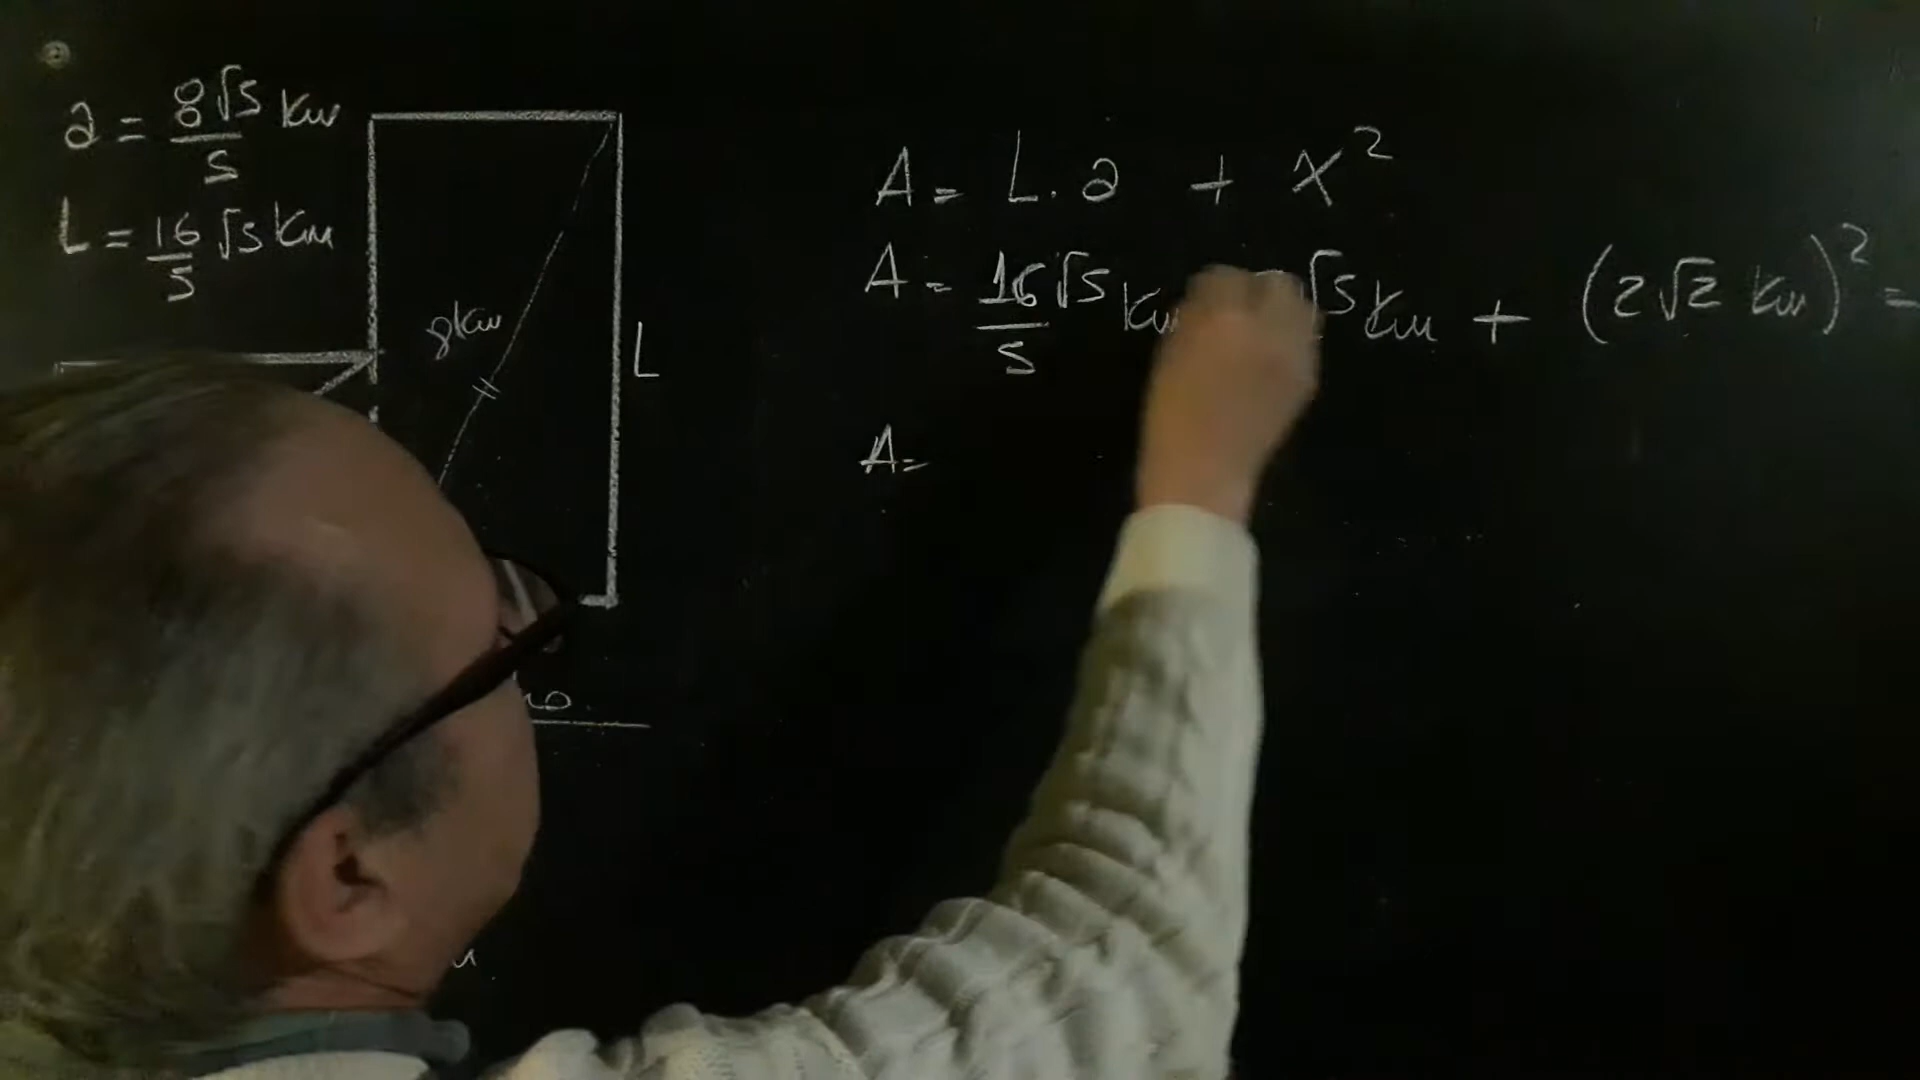 a = 8√5/5 km
L = 16/5 √5 km
8km
L
A = L . a + x²
A = 16√5/5 km √5 km + (2√2 km)² =
A =